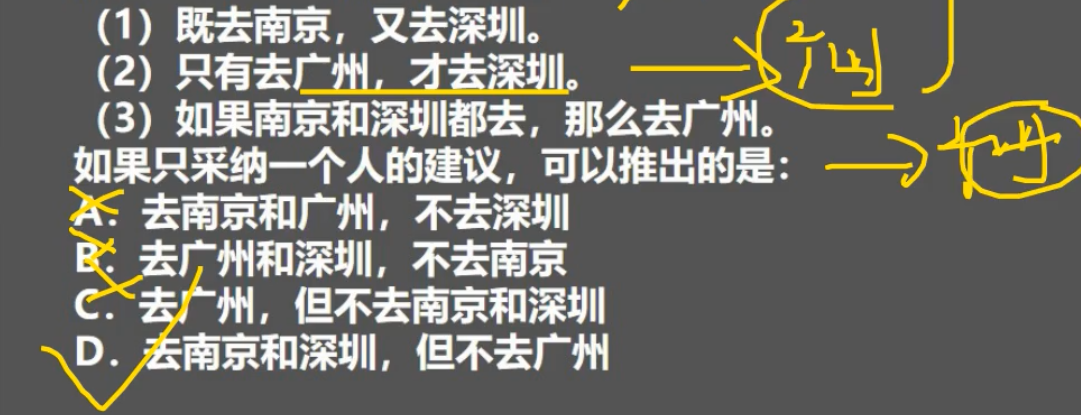 （1）既去南京，又去深圳。
（2）只有去广州，才去深圳。
（3）如果南京和深圳都去，那么去广州。
如果只采纳一个人的建议，可以推出的是：
A．去南京和广州，不去深圳
B．去广州和深圳，不去南京
C．去广州，但不去南京和深圳
D．去南京和深圳，但不去广州